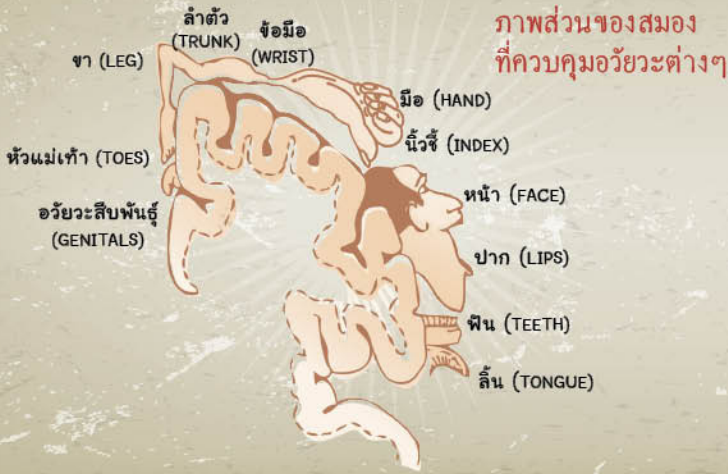 ภาพส่วนของสมอง
ที่ควบคุมอวัยวะต่างๆ
ลำตัว
(TRUNK)
ข้อมือ
(WRIST)
ขา (LEG)
มือ (HAND)
นิ้วชี้ (INDEX)
หัวแม่เท้า (TOES)
หน้า (FACE)
อวัยวะสืบพันธุ์
(GENITALS)
ปาก (LIPS)
ฟัน (TEETH)
ลิ้น (TONGUE)